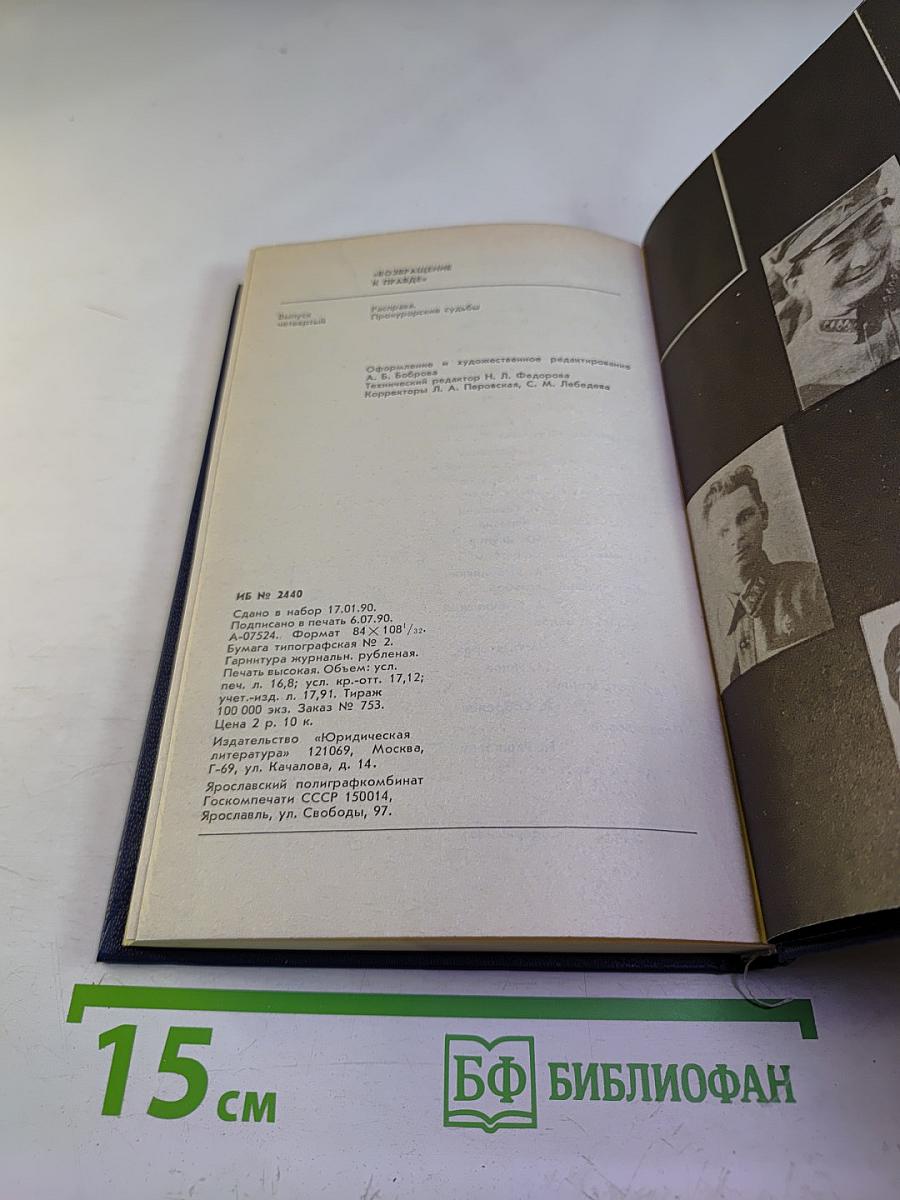 «ВОЗВРАЩЕНИЕ
К ПРАВДЕ»
Выпуск
четвертый
Расправа.
Прокурорские судьбы
Оформление и художественное редактирование
А. Б. Боброва
Технический редактор Н. Л. Федорова
Корректоры Л. А. Перовская, С. М. Лебедева
ИБ № 2440
Сдано в набор 17.01.90.
Подписано в печать 6.07.90.
А-07524. Формат 84×108¹/₃₂.
Бумага типографская № 2.
Гарнитура журнальн. рубленая.
Печать высокая. Объем: усл.
печ. л. 16,8; усл. кр.-отт. 17,12;
учет.-изд. л. 17,91. Тираж
100 000 экз. Заказ № 753.
Цена 2 р. 10 к.
Издательство «Юридическая
литература» 121069, Москва,
Г-69, ул. Качалова, д. 14.
Ярославский полиграфкомбинат
Госкомпечати СССР 150014,
Ярославль, ул. Свободы, 97.
15 см
БФ БИБЛИОФАН